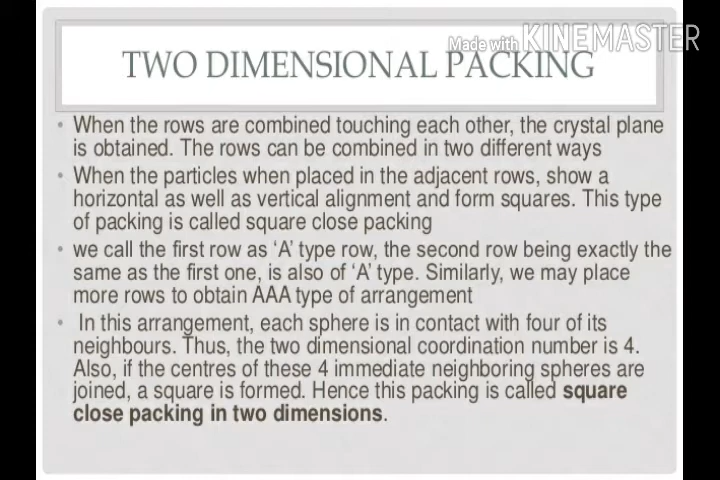 Made with KINEMASTER
TWO DIMENSIONAL PACKING
• When the rows are combined touching each other, the crystal plane
is obtained. The rows can be combined in two different ways
• When the particles when placed in the adjacent rows, show a
horizontal as well as vertical alignment and form squares. This type
of packing is called square close packing
• we call the first row as ‘A’ type row, the second row being exactly the
same as the first one, is also of ‘A’ type. Similarly, we may place
more rows to obtain AAA type of arrangement
• In this arrangement, each sphere is in contact with four of its
neighbours. Thus, the two dimensional coordination number is 4.
Also, if the centres of these 4 immediate neighboring spheres are
joined, a square is formed. Hence this packing is called square
close packing in two dimensions.